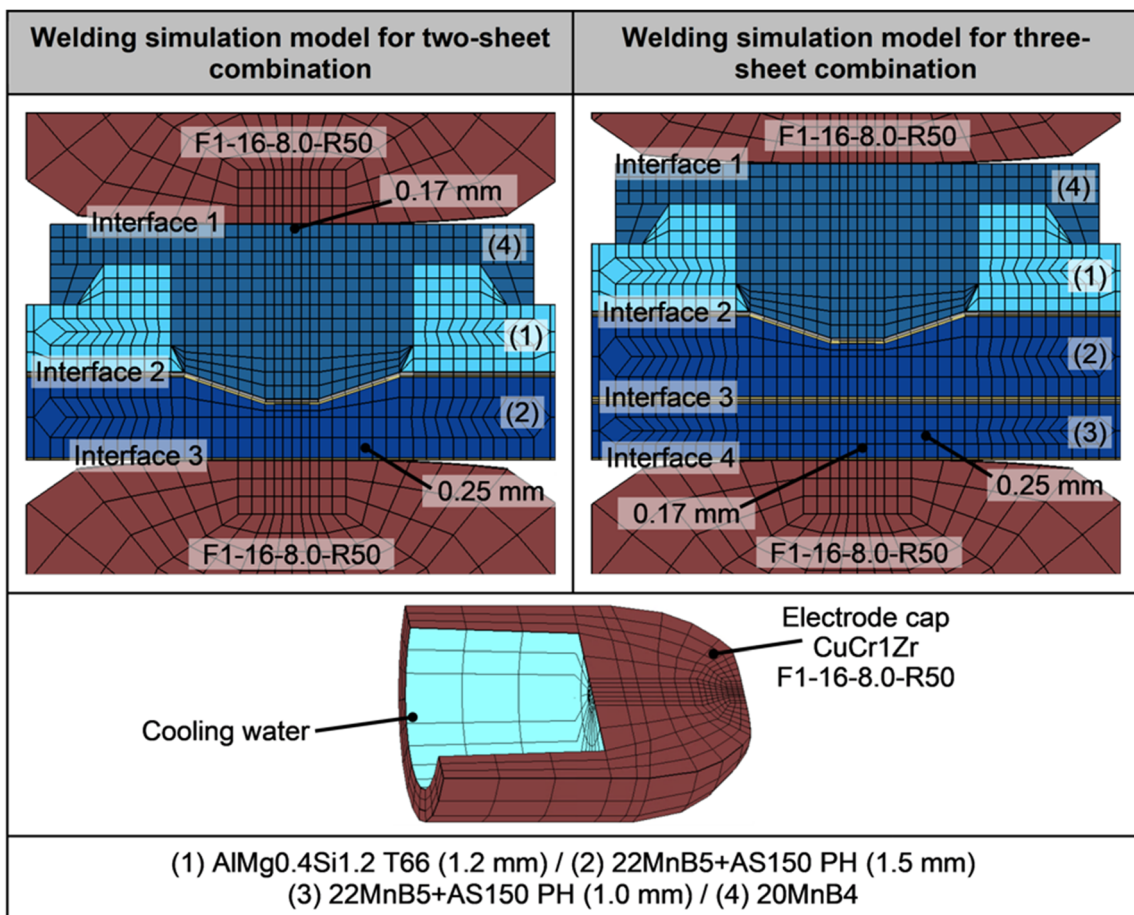 Welding simulation model for two-sheet
combination
Welding simulation model for three-
sheet combination
F1-16-8.0-R50
0.17 mm
Interface 1
(4)
(1)
Interface 2
(2)
Interface 3
0.25 mm
F1-16-8.0-R50
F1-16-8.0-R50
Interface 1
(4)
(1)
Interface 2
(2)
Interface 3
(3)
Interface 4
0.25 mm
0.17 mm
F1-16-8.0-R50
Electrode cap
CuCr1Zr
F1-16-8.0-R50
Cooling water
(1) AlMg0.4Si1.2 T66 (1.2 mm) / (2) 22MnB5+AS150 PH (1.5 mm)
(3) 22MnB5+AS150 PH (1.0 mm) / (4) 20MnB4